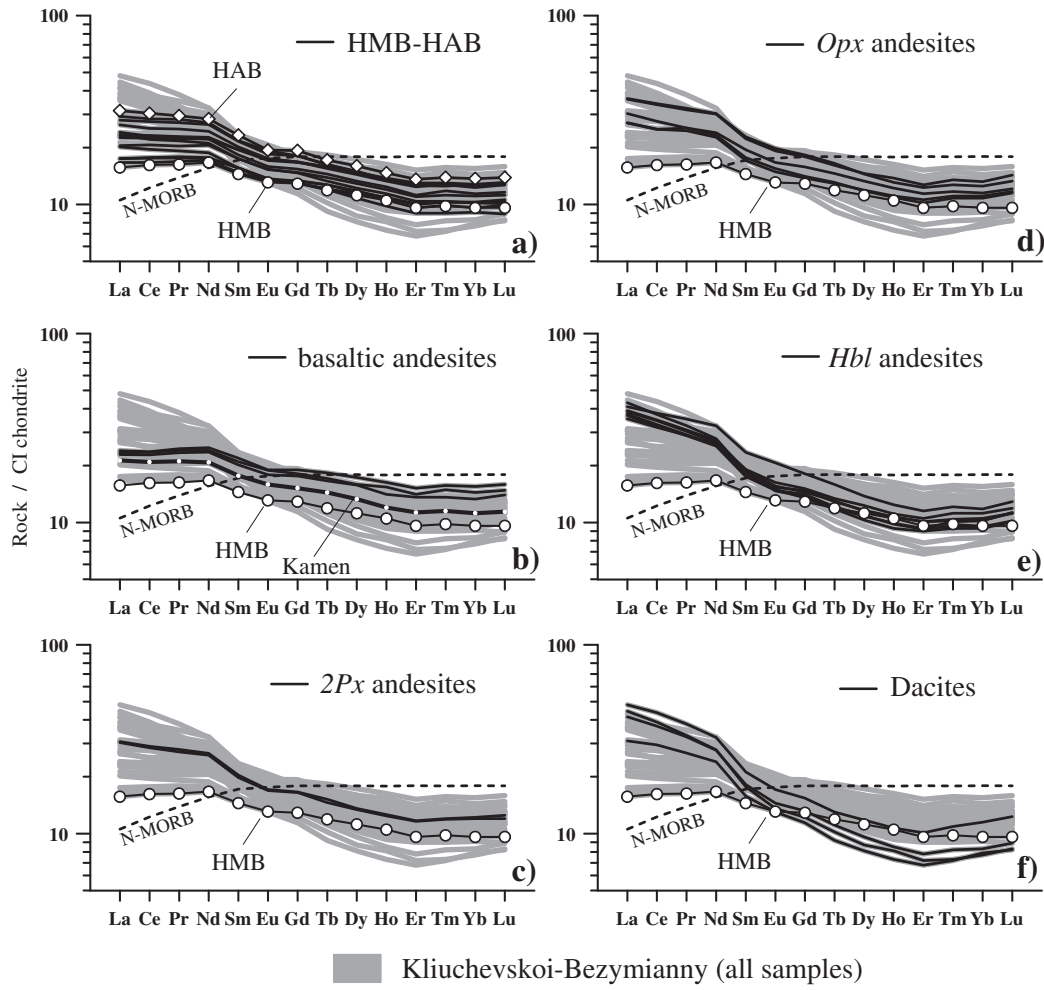 100
10
HMB-HAB
HAB
N-MORB
HMB
a)
La Ce Pr Nd Sm Eu Gd Tb Dy Ho Er Tm Yb Lu
100
10
Opx andesites
N-MORB
HMB
d)
La Ce Pr Nd Sm Eu Gd Tb Dy Ho Er Tm Yb Lu
Rock / CI chondrite
100
10
basaltic andesites
N-MORB
HMB
Kamen
b)
La Ce Pr Nd Sm Eu Gd Tb Dy Ho Er Tm Yb Lu
100
10
Hbl andesites
N-MORB
HMB
e)
La Ce Pr Nd Sm Eu Gd Tb Dy Ho Er Tm Yb Lu
100
10
2Px andesites
N-MORB
HMB
c)
La Ce Pr Nd Sm Eu Gd Tb Dy Ho Er Tm Yb Lu
100
10
Dacites
N-MORB
HMB
f)
La Ce Pr Nd Sm Eu Gd Tb Dy Ho Er Tm Yb Lu
Kliuchevskoi-Bezymianny (all samples)